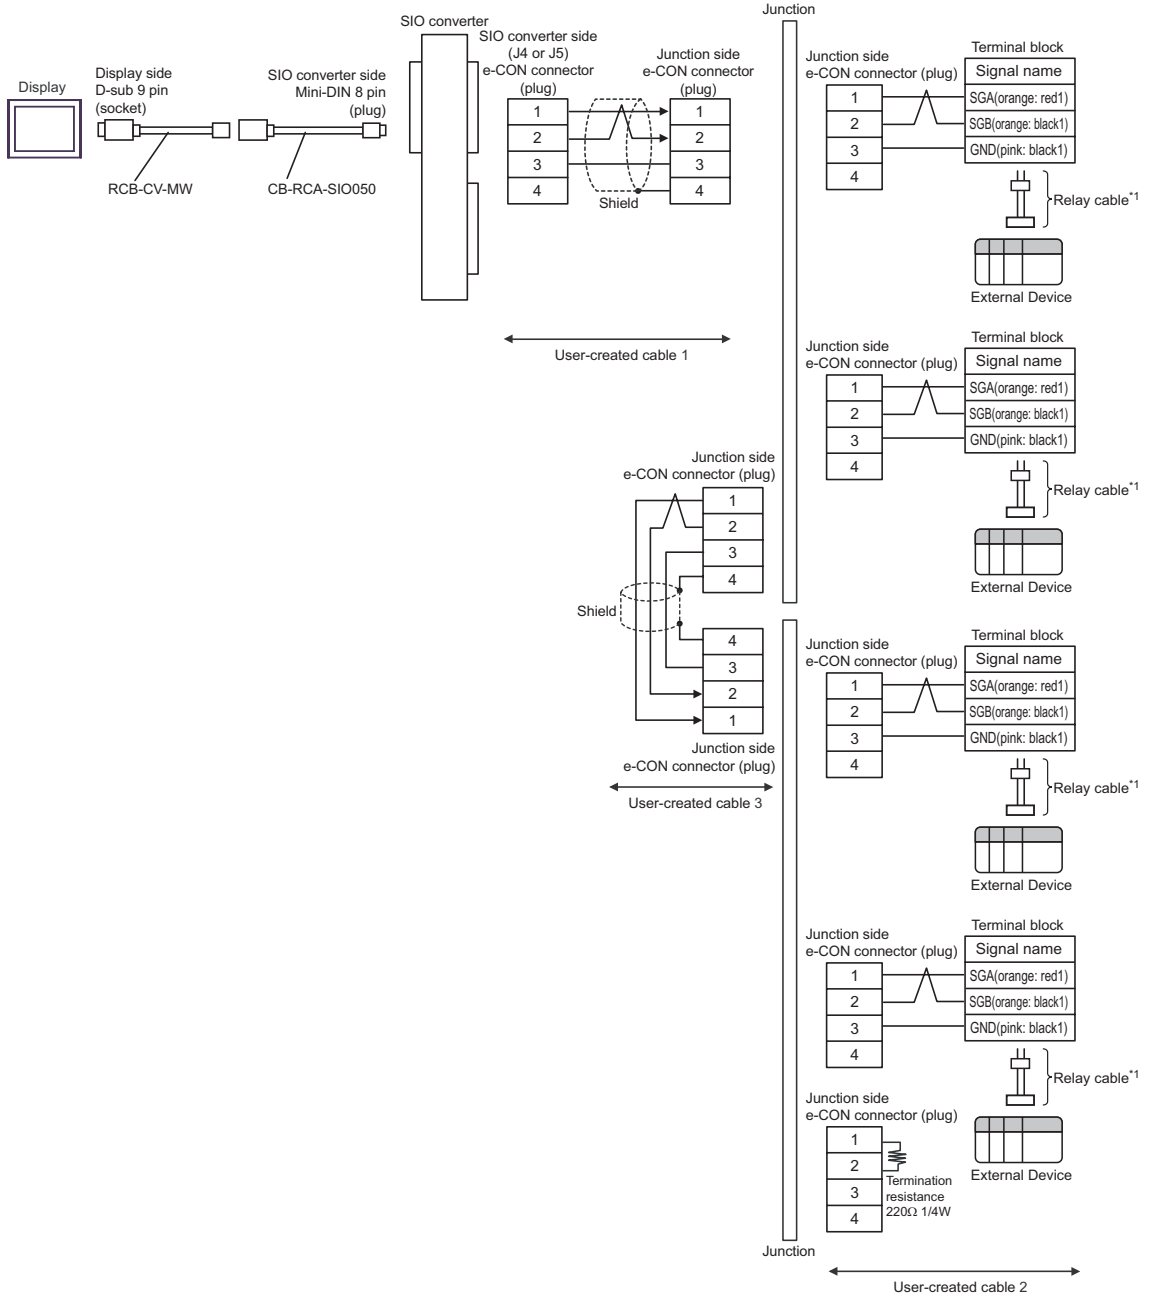 Junction
SIO converter
SIO converter side
(J4 or J5)
e-CON connector
(plug)
Junction side
e-CON connector
(plug)
Display
Display side
D-sub 9 pin
(socket)
SIO converter side
Mini-DIN 8 pin
(plug)
RCB-CV-MW
CB-RCA-SIO050
1
2
3
4
1
2
3
4
Shield
User-created cable 1
Junction side
e-CON connector (plug)
1
2
3
4
Terminal block
Signal name
SGA(orange: red1)
SGB(orange: black1)
GND(pink: black1)
Relay cable*1
External Device
Junction side
e-CON connector (plug)
1
2
3
4
Terminal block
Signal name
SGA(orange: red1)
SGB(orange: black1)
GND(pink: black1)
Relay cable*1
External Device
Junction side
e-CON connector (plug)
1
2
3
4
Shield
4
3
2
1
Junction side
e-CON connector (plug)
User-created cable 3
Junction side
e-CON connector (plug)
1
2
3
4
Terminal block
Signal name
SGA(orange: red1)
SGB(orange: black1)
GND(pink: black1)
Relay cable*1
External Device
Junction side
e-CON connector (plug)
1
2
3
4
Terminal block
Signal name
SGA(orange: red1)
SGB(orange: black1)
GND(pink: black1)
Relay cable*1
External Device
Junction side
e-CON connector (plug)
1
2
3
4
Termination
resistance
220Ω 1/4W
Junction
User-created cable 2